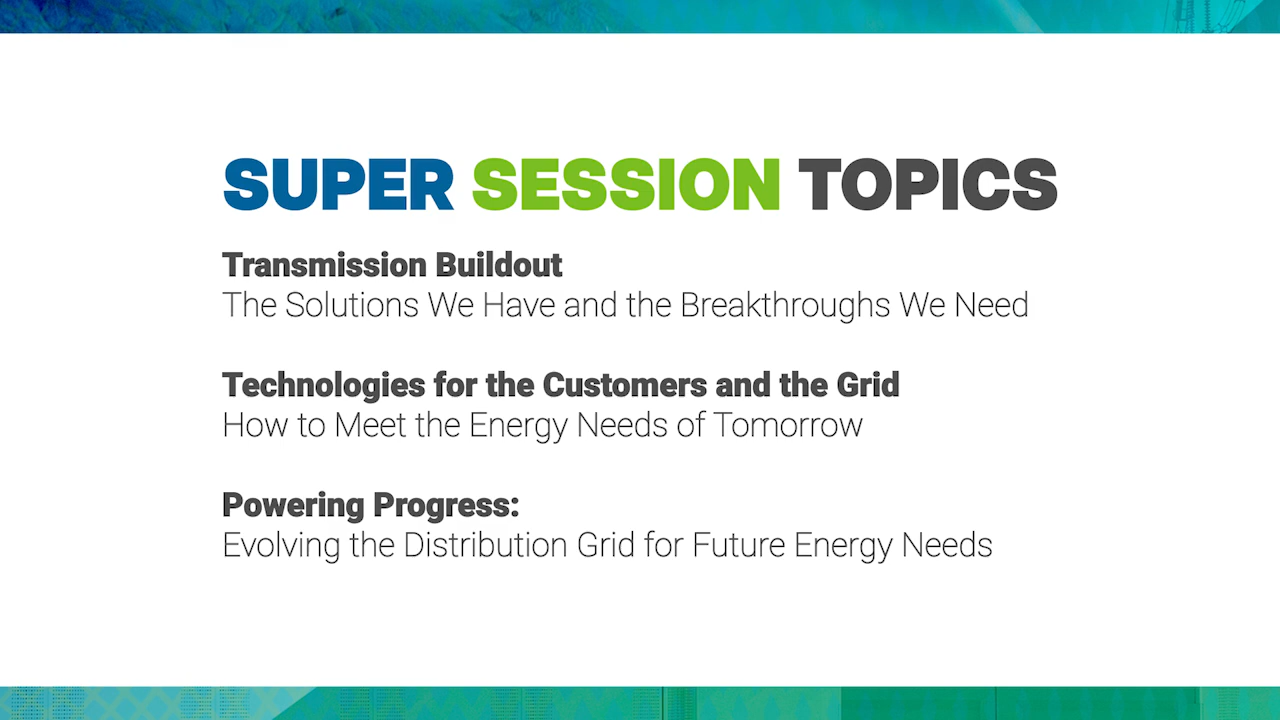 SUPER SESSION TOPICS
Transmission Buildout
The Solutions We Have and the Breakthroughs We Need
Technologies for the Customers and the Grid
How to Meet the Energy Needs of Tomorrow
Powering Progress:
Evolving the Distribution Grid for Future Energy Needs